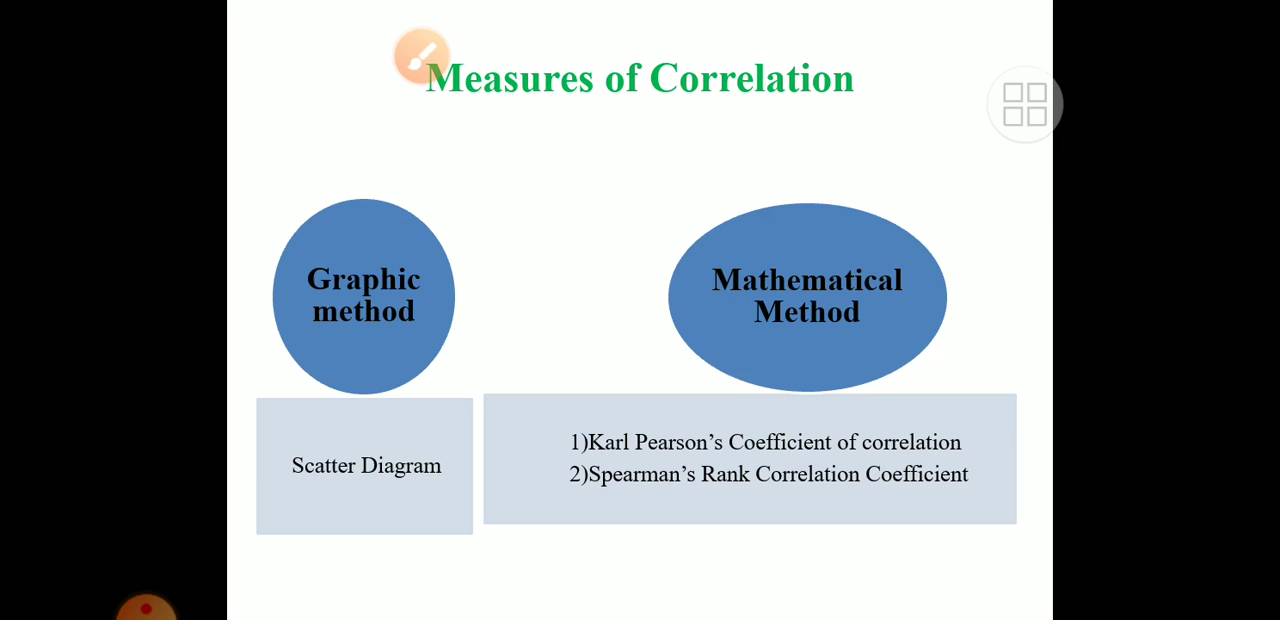 Measures of Correlation
Graphic
method
Mathematical
Method
Scatter Diagram
1)Karl Pearson’s Coefficient of correlation
2)Spearman’s Rank Correlation Coefficient